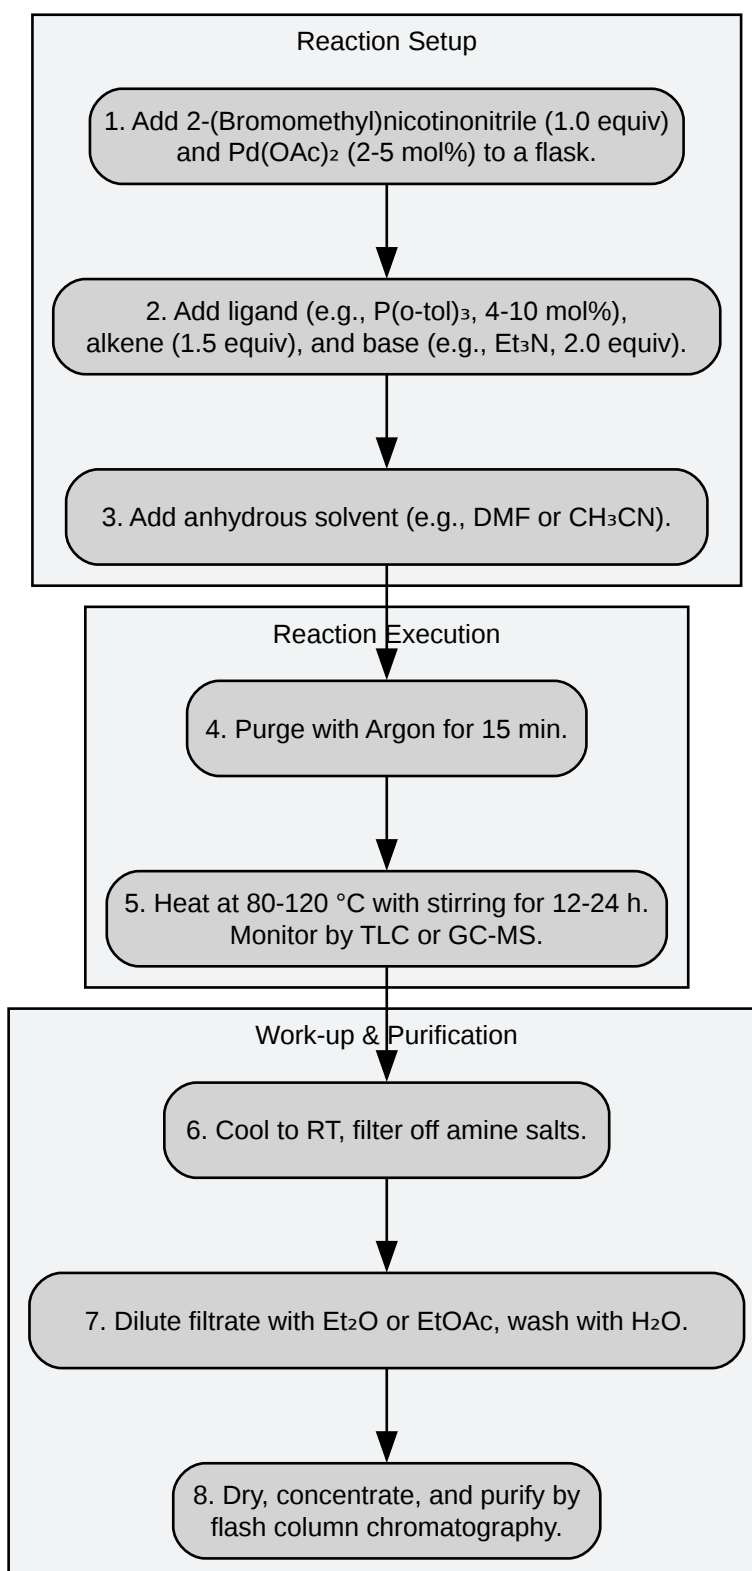 Reaction Setup
1. Add 2-(Bromomethyl)nicotinonitrile (1.0 equiv)
and Pd(OAc)₂ (2-5 mol%) to a flask.
2. Add ligand (e.g., P(o-tol)₃, 4-10 mol%),
alkene (1.5 equiv), and base (e.g., Et₃N, 2.0 equiv).
3. Add anhydrous solvent (e.g., DMF or CH₃CN).
Reaction Execution
4. Purge with Argon for 15 min.
5. Heat at 80-120 °C with stirring for 12-24 h.
Monitor by TLC or GC-MS.
Work-up & Purification
6. Cool to RT, filter off amine salts.
7. Dilute filtrate with Et₂O or EtOAc, wash with H₂O.
8. Dry, concentrate, and purify by
flash column chromatography.